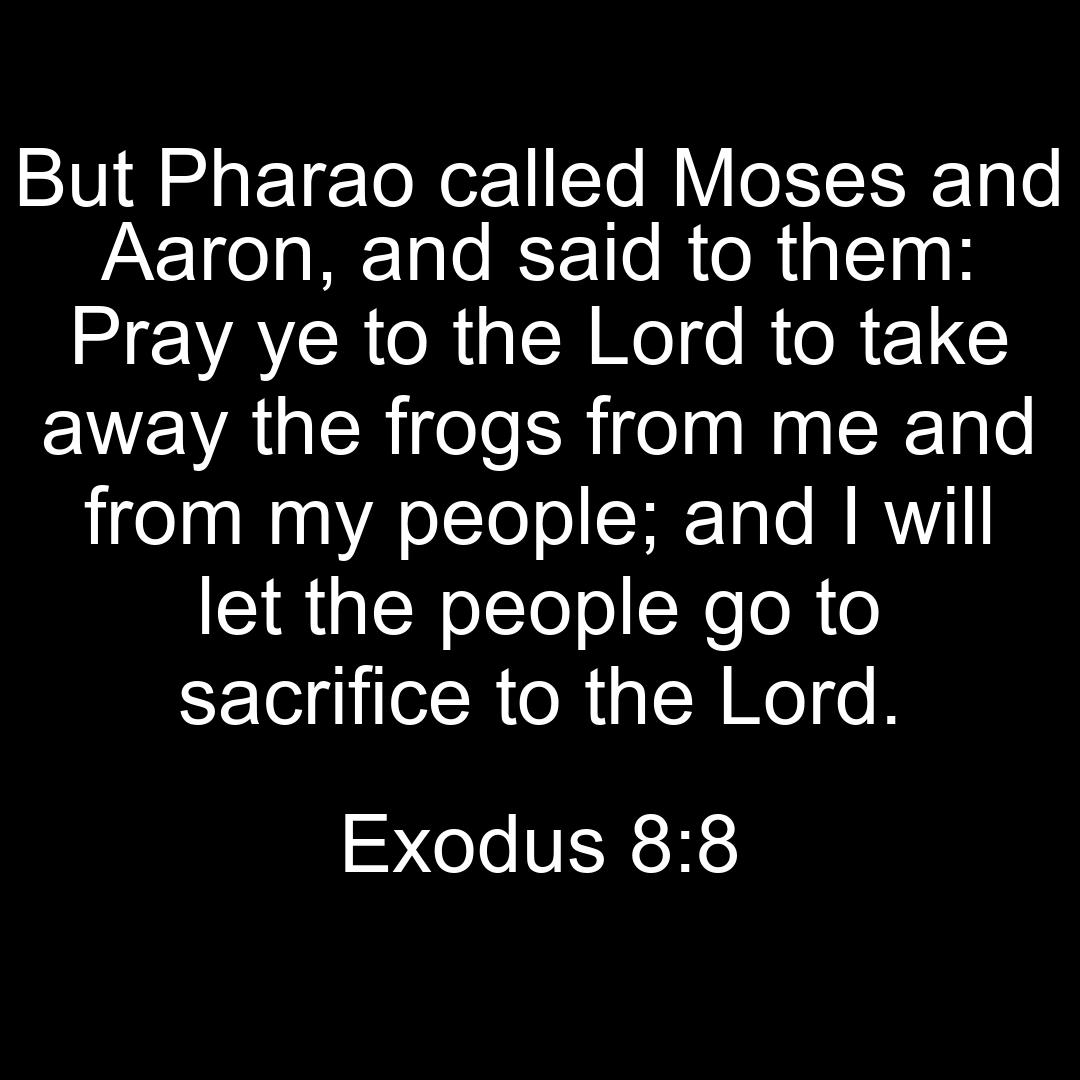 But Pharao called Moses and
Aaron, and said to them:
Pray ye to the Lord to take
away the frogs from me and
from my people; and I will
let the people go to
sacrifice to the Lord.
Exodus 8:8